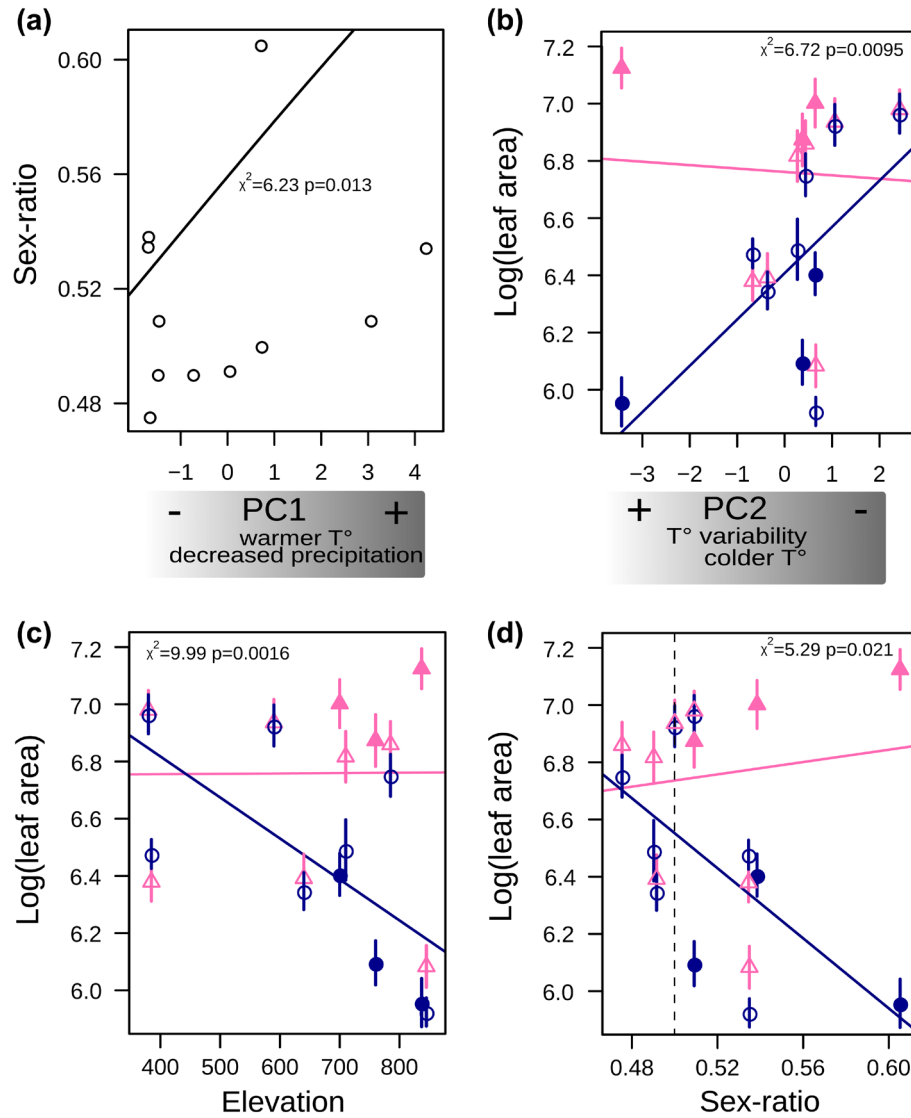 (a)
Sex-ratio
0.60
0.56
0.52
0.48
χ²=6.23 p=0.013
−1 0 1 2 3 4
- PC1 +
warmer T°
decreased precipitation
(b)
Log(leaf area)
7.2
7.0
6.8
6.6
6.4
6.2
6.0
χ²=6.72 p=0.0095
−3 −2 −1 0 1 2
+ PC2 -
T° variability
colder T°
(c)
Log(leaf area)
7.2
7.0
6.8
6.6
6.4
6.2
6.0
χ²=9.99 p=0.0016
400 500 600 700 800
Elevation
(d)
Log(leaf area)
7.2
7.0
6.8
6.6
6.4
6.2
6.0
χ²=5.29 p=0.021
0.48 0.52 0.56 0.60
Sex-ratio